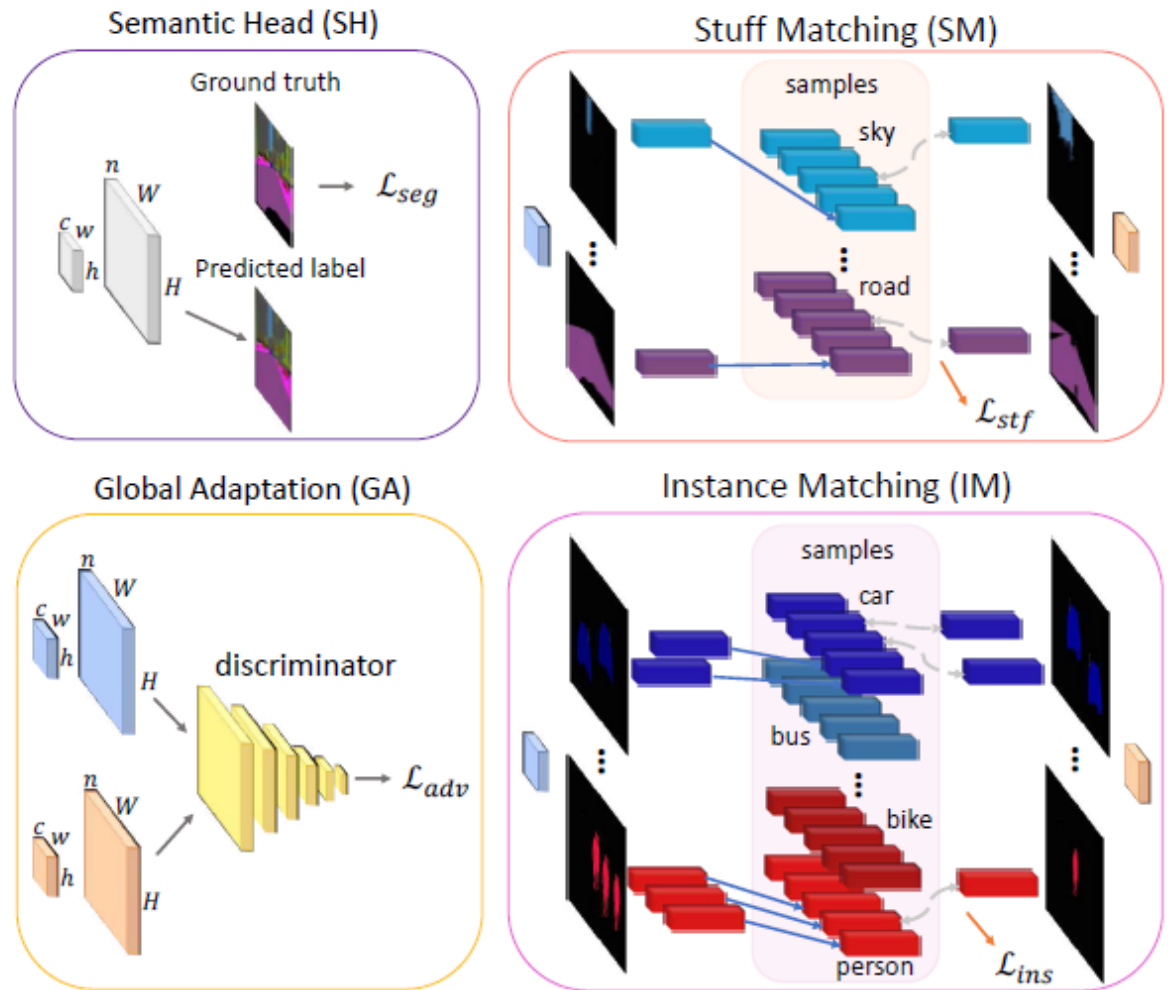 Semantic Head (SH)
Ground truth
n
W
c w
h
H
ℒseg
Predicted label
Stuff Matching (SM)
samples
sky
road
ℒstf
Global Adaptation (GA)
n
W
c w
h
H
discriminator
ℒadv
n
W
c w
h
H
Instance Matching (IM)
samples
car
bus
bike
person
ℒins